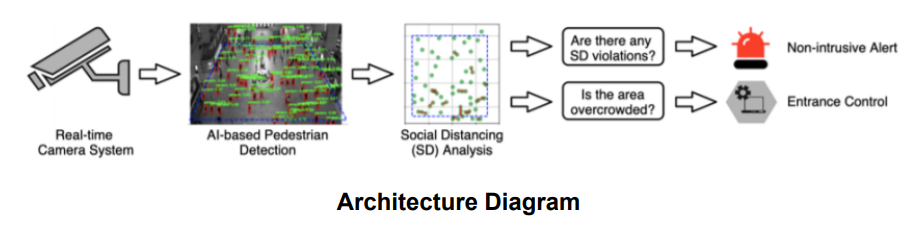 Real-time
Camera System
AI-based Pedestrian
Detection
Social Distancing
(SD) Analysis
Are there any
SD violations?
Non-intrusive Alert
Is the area
overcrowded?
Entrance Control
Architecture Diagram